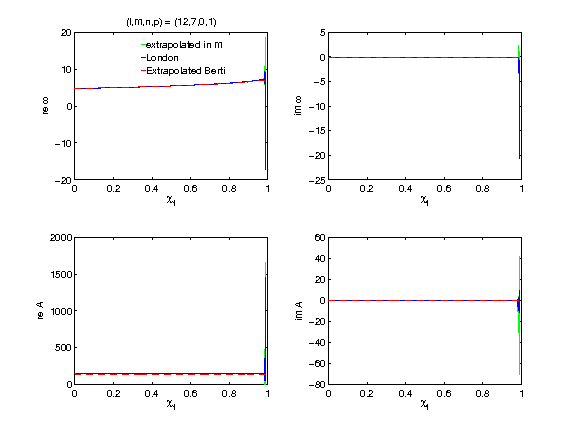 (l,m,n,p) = (12,7,0,1)
20
10
0
−10
−20
re ω
extrapolated in M
London
Extrapolated Berti
0 0.2 0.4 0.6 0.8 1
χf
5
0
−5
−10
−15
−20
−25
im ω
0 0.2 0.4 0.6 0.8 1
χf
2000
1500
1000
500
0
re A
0 0.2 0.4 0.6 0.8 1
χf
60
40
20
0
−20
−40
−60
−80
im A
0 0.2 0.4 0.6 0.8 1
χf